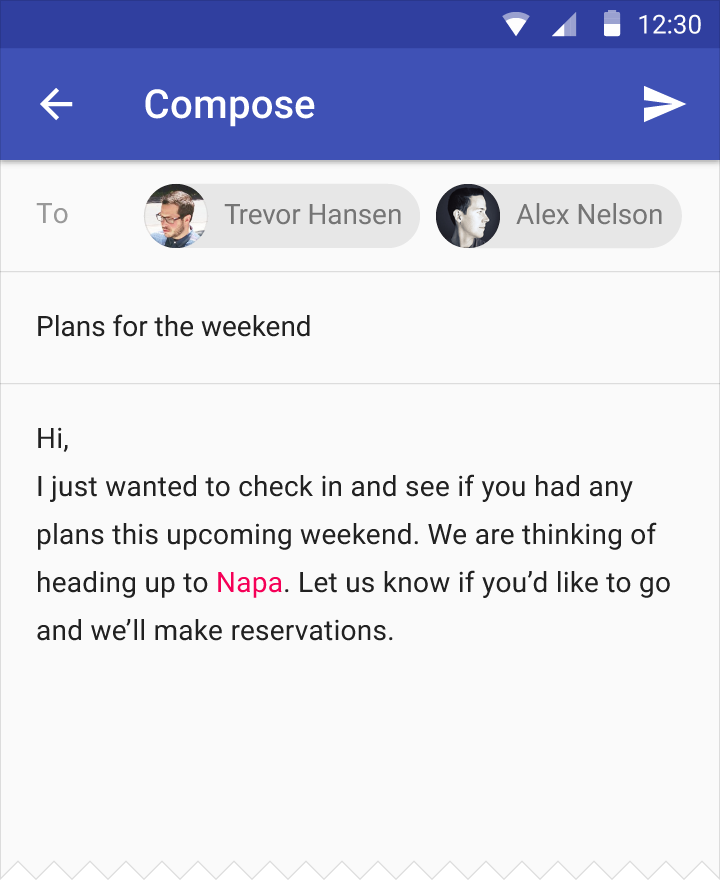 12:30
Compose
To Trevor Hansen Alex Nelson
Plans for the weekend
Hi,
I just wanted to check in and see if you had any
plans this upcoming weekend. We are thinking of
heading up to Napa. Let us know if you’d like to go
and we’ll make reservations.